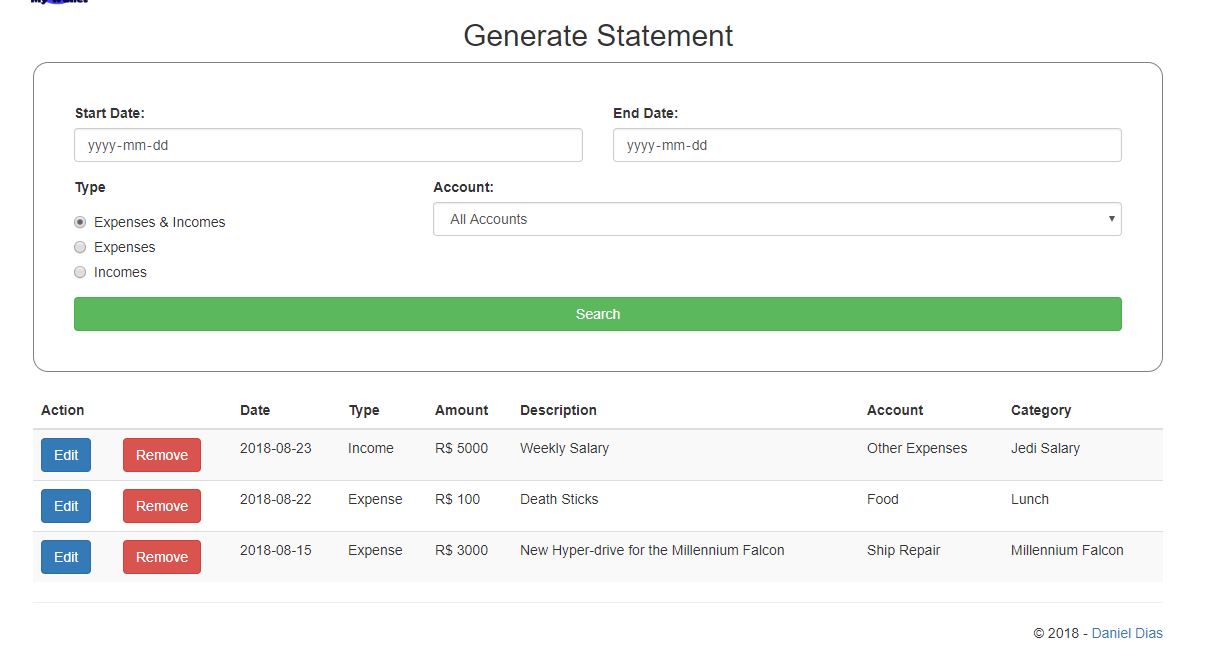 Generate Statement
Start Date: End Date:
yyyy-mm-dd yyyy-mm-dd
Type Account:
Expenses & Incomes All Accounts
Expenses
Incomes
Search
Action Date Type Amount Description Account Category
Edit Remove 2018-08-23 Income R$ 5000 Weekly Salary Other Expenses Jedi Salary
Edit Remove 2018-08-22 Expense R$ 100 Death Sticks Food Lunch
Edit Remove 2018-08-15 Expense R$ 3000 New Hyper-drive for the Millennium Falcon Ship Repair Millennium Falcon
© 2018 - Daniel Dias